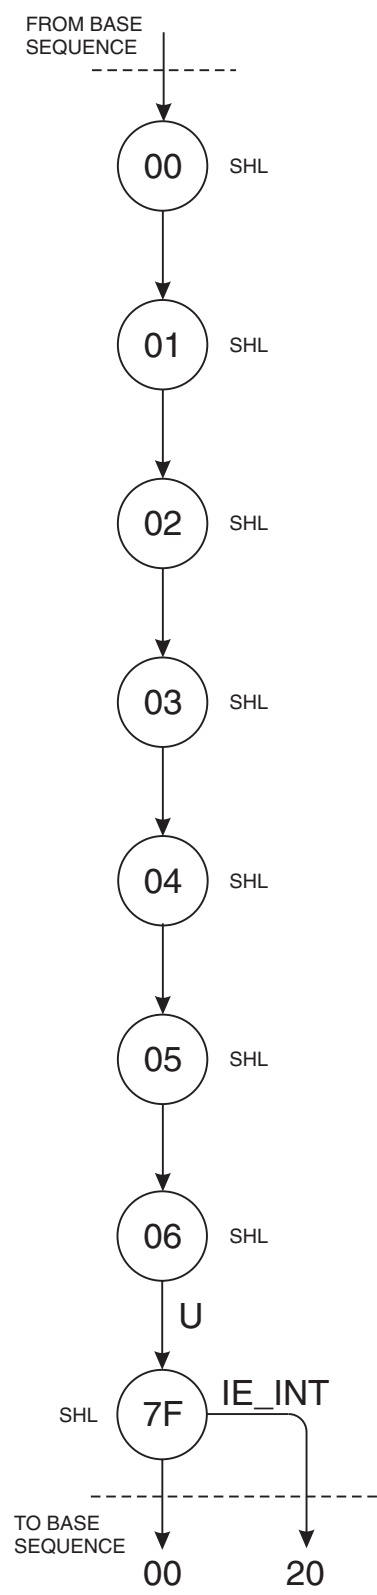 FROM BASE
SEQUENCE
00 SHL
01 SHL
02 SHL
03 SHL
04 SHL
05 SHL
06 SHL
U
SHL 7F IE_INT
TO BASE
SEQUENCE
00 20